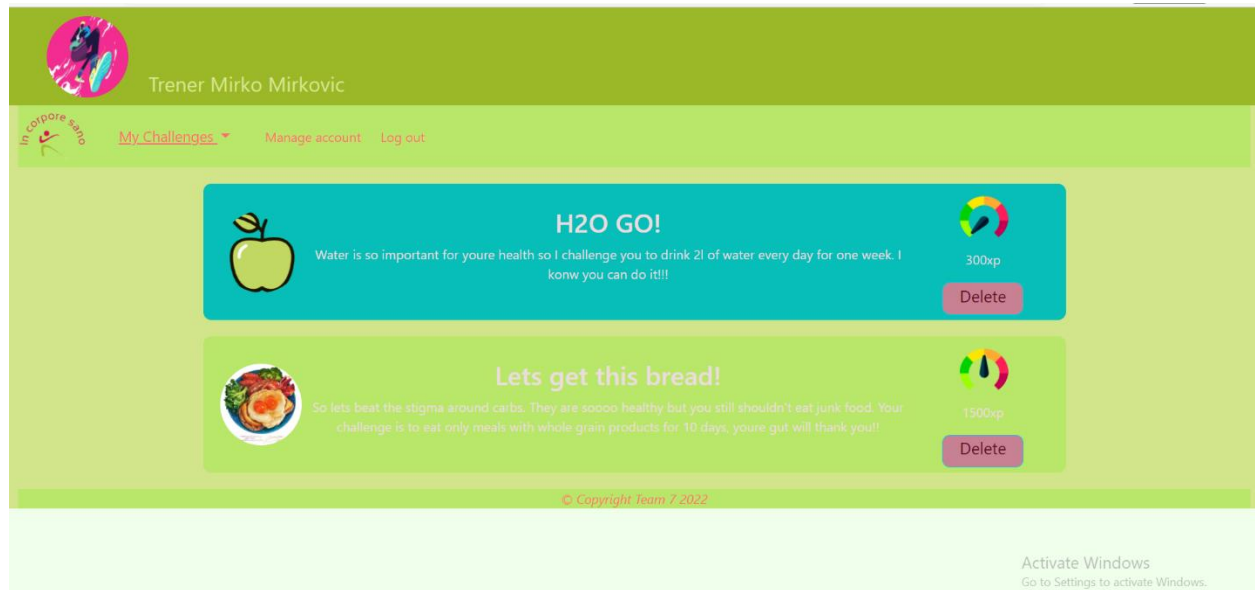 Trener Mirko Mirkovic
In corpore sano
My Challenges
Manage account
Log out
H2O GO!
Water is so important for youre health so I challenge you to drink 2l of water every day for one week. I
konw you can do it!!!
300xp
Delete
Lets get this bread!
So lets beat the stigma around carbs. They are soooo healthy but you still shouldn't eat junk food. Your
challenge is to eat only meals with whole grain products for 10 days, youre gut will thank you!!
1500xp
Delete
© Copyright Team 7 2022
Activate Windows
Go to Settings to activate Windows.